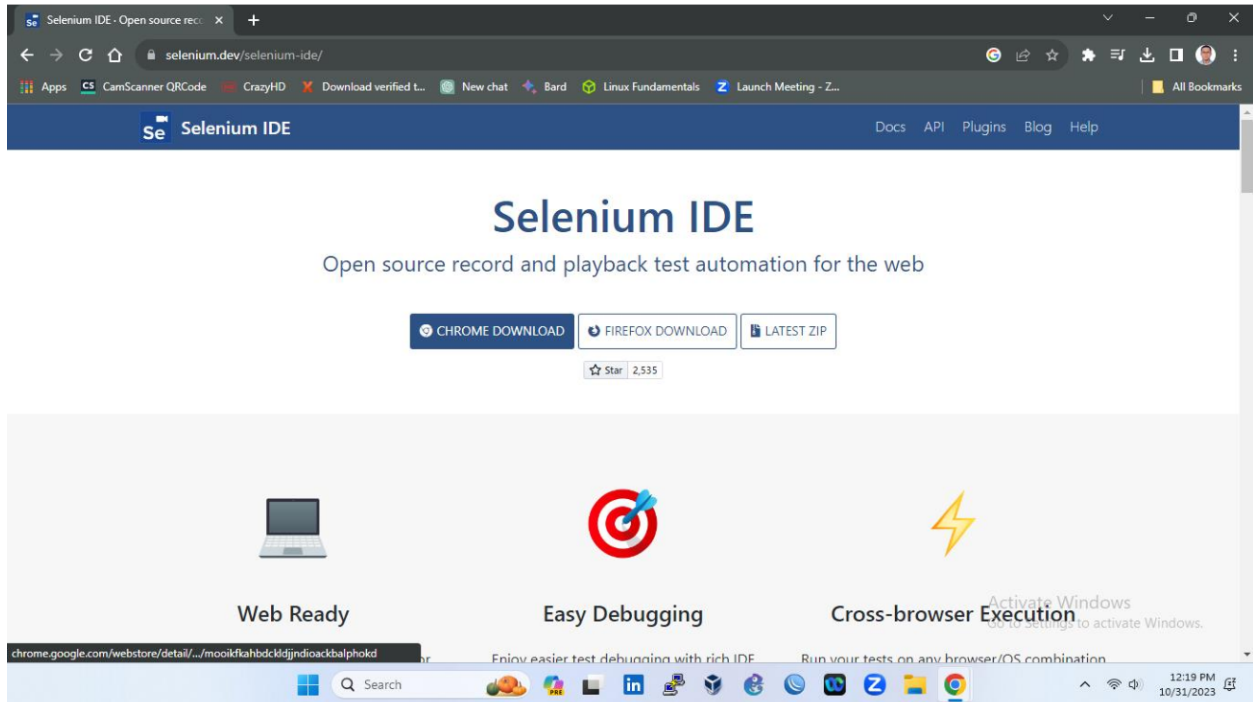 Selenium IDE - Open source reco
selenium.dev/selenium-ide/
Apps CamScanner QRCode CrazyHD Download verified t... New chat Bard Linux Fundamentals Launch Meeting - Z... All Bookmarks
Se Selenium IDE Docs API Plugins Blog Help
Selenium IDE
Open source record and playback test automation for the web
CHROME DOWNLOAD FIREFOX DOWNLOAD LATEST ZIP
Star 2,535
Web Ready Easy Debugging Cross-browser Execution
Activate Windows
Go to Settings to activate Windows.
Enjoy easier test debugging with rich IDE Run your tests on any browser/OS combination
chrome.google.com/webstore/detail/.../mooikfkahbdckldjjndioackbalphokd
Search
12:19 PM
10/31/2023